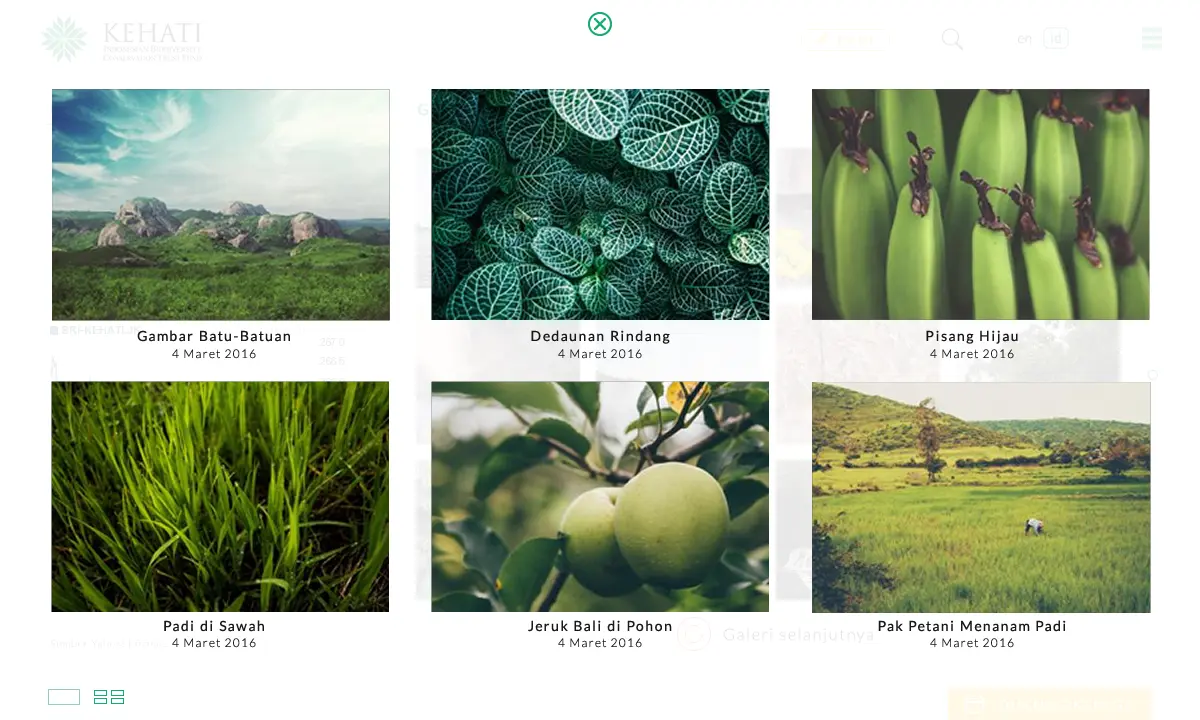 KEHATI
en id
Gambar Batu-Batuan
4 Maret 2016
Dedaunan Rindang
4 Maret 2016
Pisang Hijau
4 Maret 2016
Padi di Sawah
4 Maret 2016
Jeruk Bali di Pohon
4 Maret 2016
Pak Petani Menanam Padi
4 Maret 2016
Galeri selanjutnya